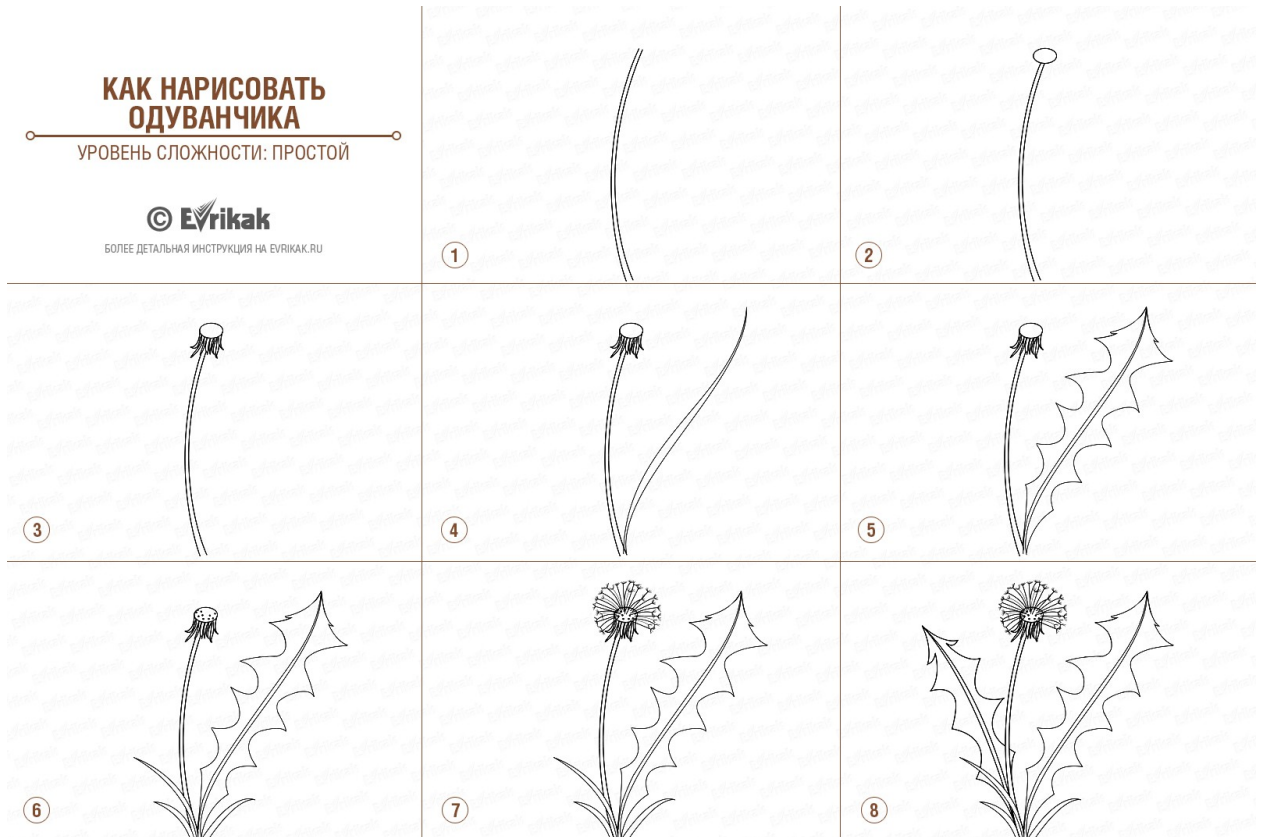 КАК НАРИСОВАТЬ
ОДУВАНЧИКА
УРОВЕНЬ СЛОЖНОСТИ: ПРОСТОЙ
© Evrikak
БОЛЕЕ ДЕТАЛЬНАЯ ИНСТРУКЦИЯ НА EVRIKAK.RU
1
2
3
4
5
6
7
8